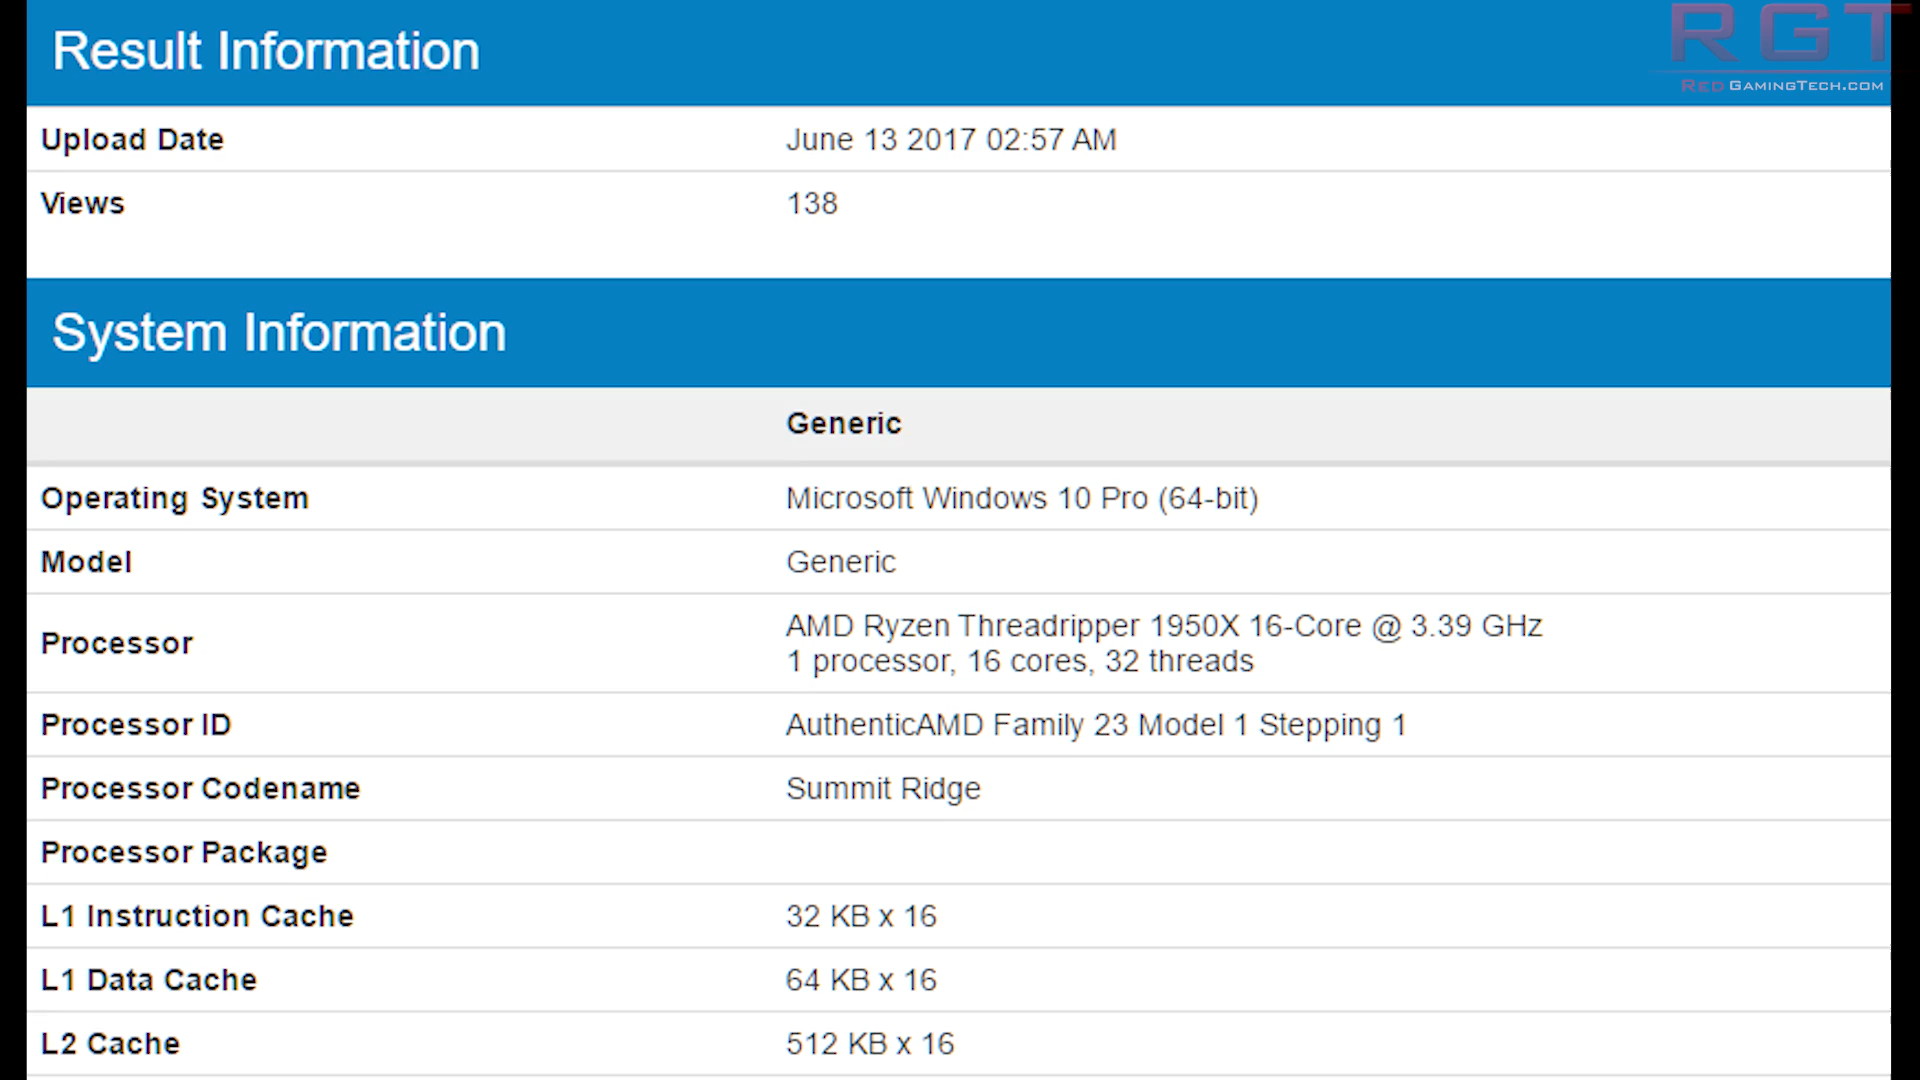 Result Information
RGT
RedGamingTech.com
Upload Date June 13 2017 02:57 AM
Views 138
System Information
Generic
Operating System Microsoft Windows 10 Pro (64-bit)
Model Generic
Processor AMD Ryzen Threadripper 1950X 16-Core @ 3.39 GHz
1 processor, 16 cores, 32 threads
Processor ID AuthenticAMD Family 23 Model 1 Stepping 1
Processor Codename Summit Ridge
Processor Package
L1 Instruction Cache 32 KB x 16
L1 Data Cache 64 KB x 16
L2 Cache 512 KB x 16